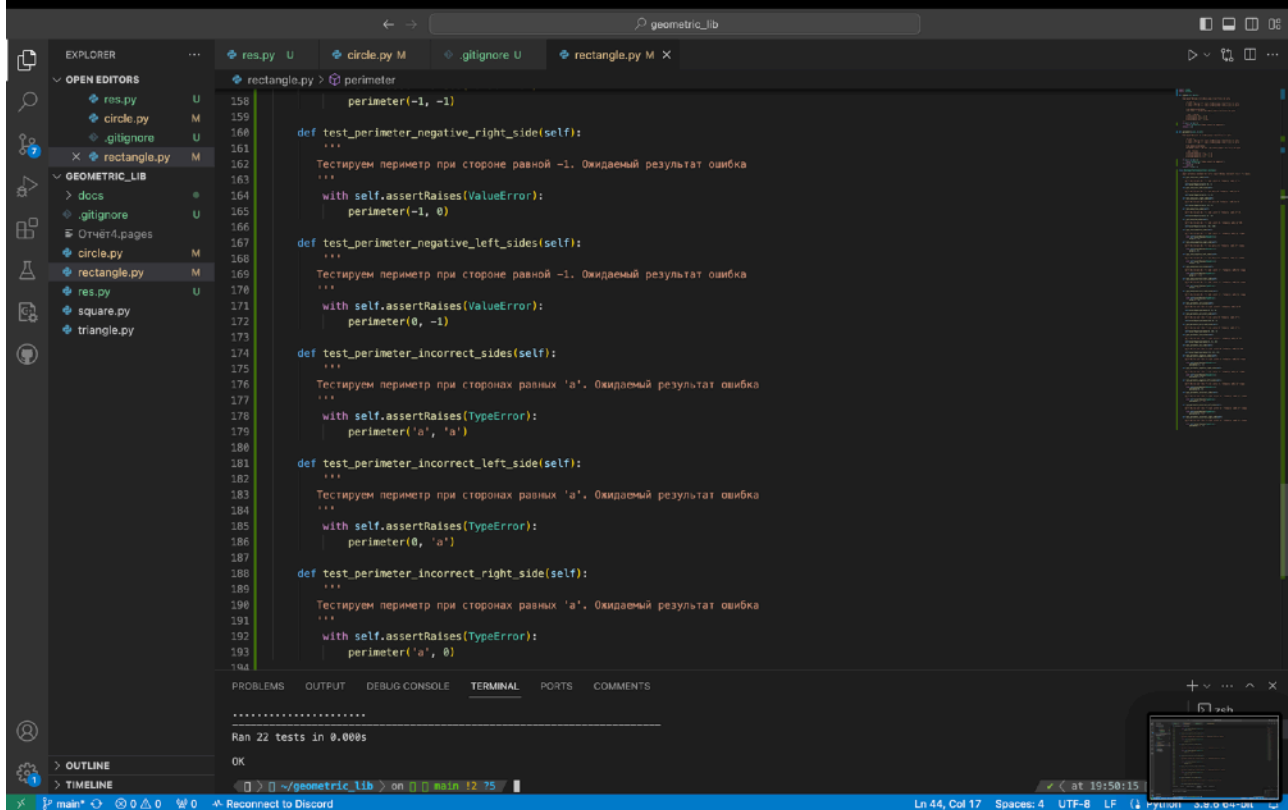 geometric_lib
EXPLORER
res.py U
circle.py M
.gitignore U
rectangle.py M
OPEN EDITORS
rectangle.py > perimeter
res.py U
circle.py M
.gitignore U
rectangle.py M
GEOMETRIC_LIB
docs
.gitignore U
Отчёт4.pages
circle.py M
rectangle.py M
res.py U
square.py
triangle.py
7
158 perimeter(-1, -1)
159
160 def test_perimeter_negative_right_side(self):
161 '''
162 Тестируем периметр при стороне равной -1. Ожидаемый результат ошибка
163 '''
164 with self.assertRaises(ValueError):
165 perimeter(-1, 0)
166
167 def test_perimeter_negative_left_sides(self):
168 '''
169 Тестируем периметр при стороне равной -1. Ожидаемый результат ошибка
170 '''
171 with self.assertRaises(ValueError):
172 perimeter(0, -1)
173
174 def test_perimeter_incorrect_sides(self):
175 '''
176 Тестируем периметр при сторонах равных 'a'. Ожидаемый результат ошибка
177 '''
178 with self.assertRaises(TypeError):
179 perimeter('a', 'a')
180
181 def test_perimeter_incorrect_left_side(self):
182 '''
183 Тестируем периметр при сторонах равных 'a'. Ожидаемый результат ошибка
184 '''
185 with self.assertRaises(TypeError):
186 perimeter(0, 'a')
187
188 def test_perimeter_incorrect_right_side(self):
189 '''
190 Тестируем периметр при сторонах равных 'a'. Ожидаемый результат ошибка
191 '''
192 with self.assertRaises(TypeError):
193 perimeter('a', 0)
194
PROBLEMS OUTPUT DEBUG CONSOLE TERMINAL PORTS COMMENTS
zsh
......................
----------------------------------------------------------------------
Ran 22 tests in 0.000s
OK
~/geometric_lib on main !2 ?5
at 19:50:15
OUTLINE
TIMELINE
1
main* 0 0 0 Reconnect to Discord
Ln 44, Col 17 Spaces: 4 UTF-8 LF Python 3.9.6 64-bit